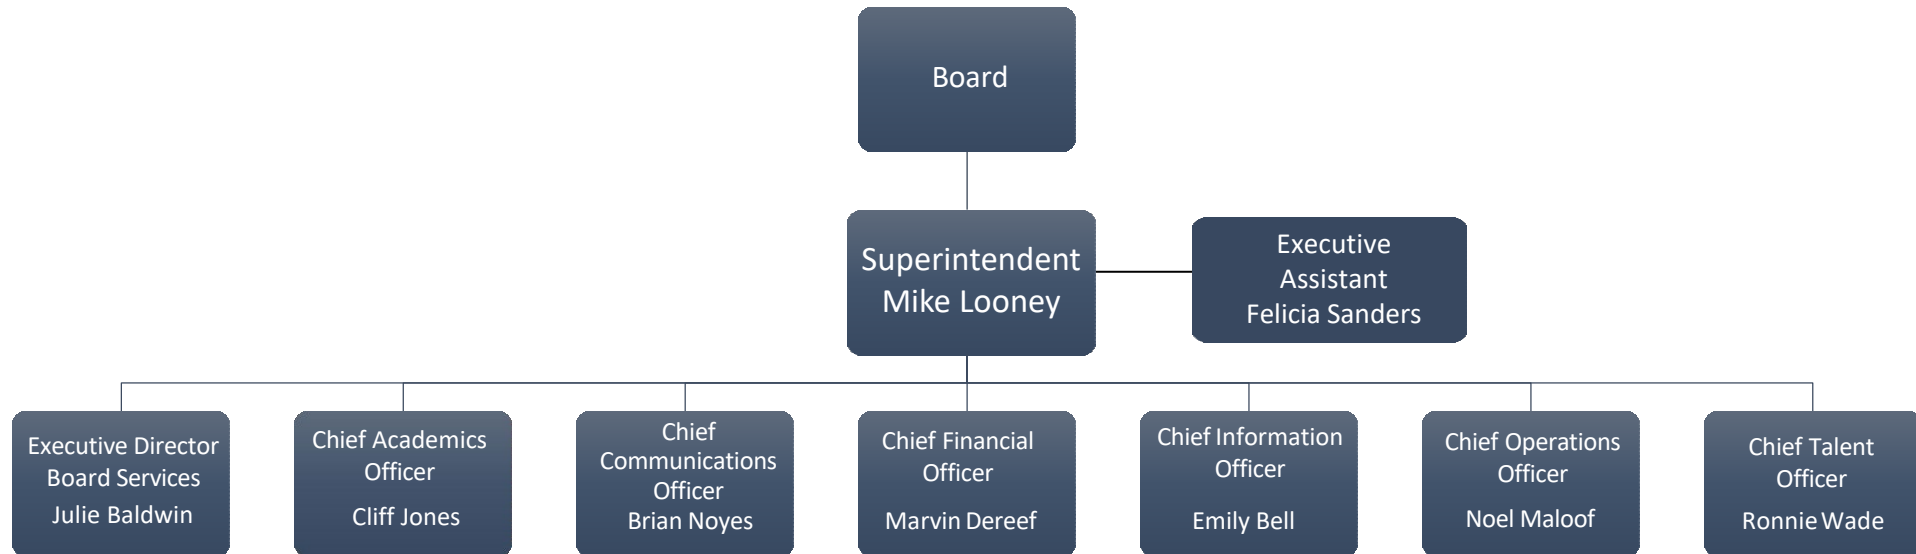 Board
Superintendent
Mike Looney
Executive
Assistant
Felicia Sanders
Executive Director
Board Services
Julie Baldwin
Chief Academics
Officer
Cliff Jones
Chief
Communications
Officer
Brian Noyes
Chief Financial
Officer
Marvin Dereef
Chief Information
Officer
Emily Bell
Chief Operations
Officer
Noel Maloof
Chief Talent
Officer
Ronnie Wade